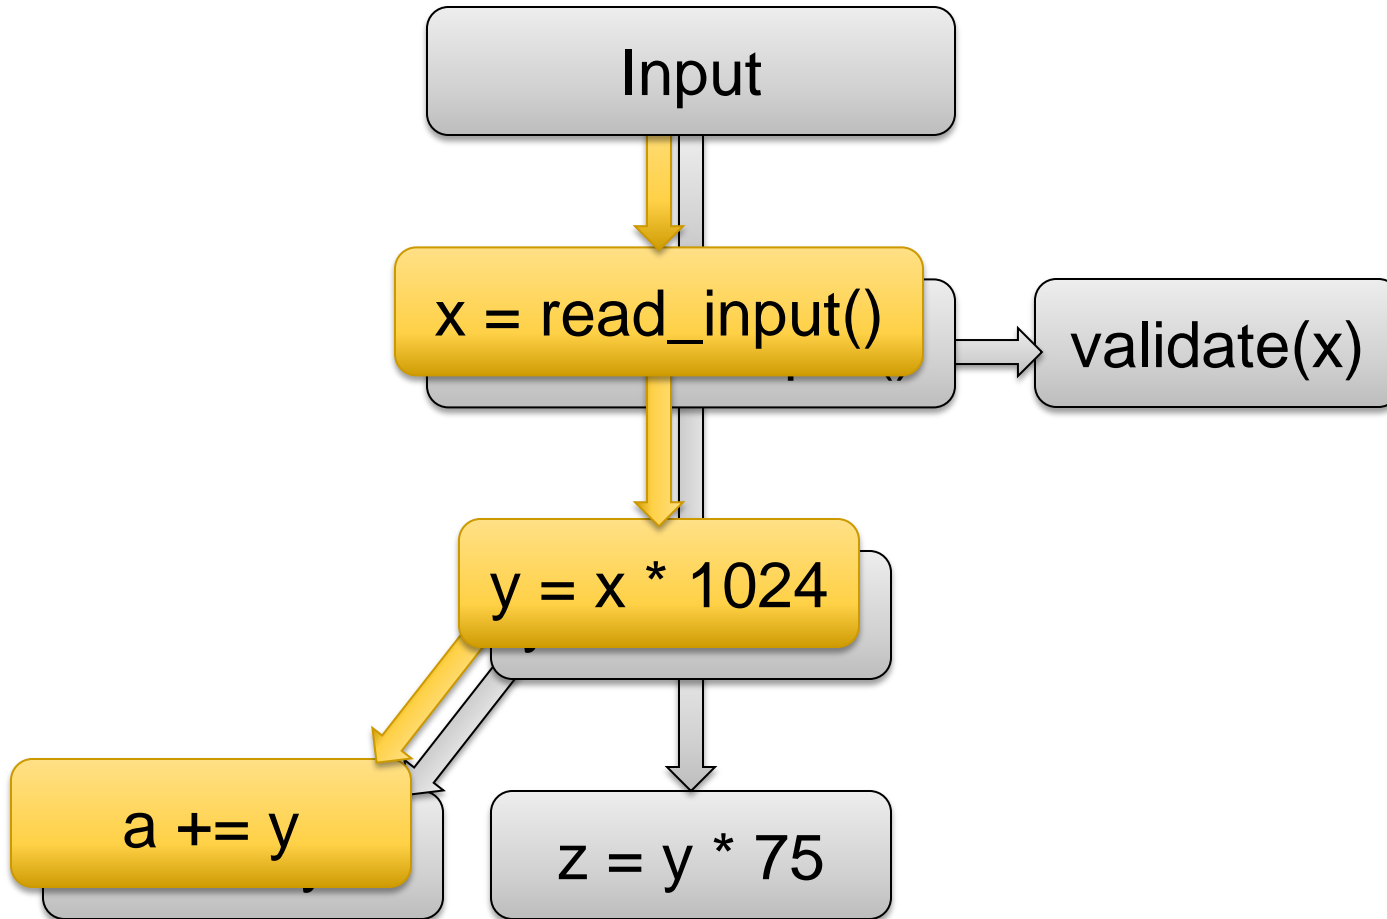 Input
x = read_input()
validate(x)
y = x * 1024
a += y
z = y * 75